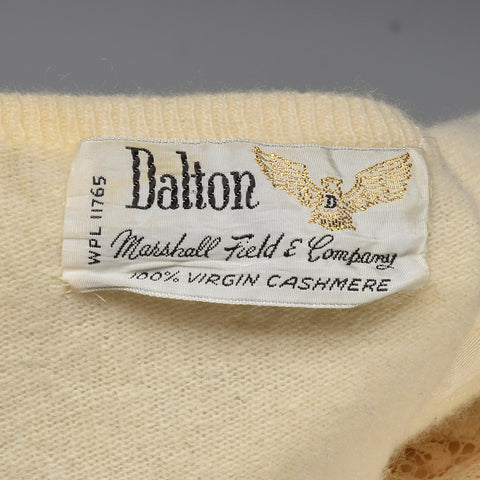 Dalton
D
WPL 11765
Marshall Field & Company
100% VIRGIN CASHMERE